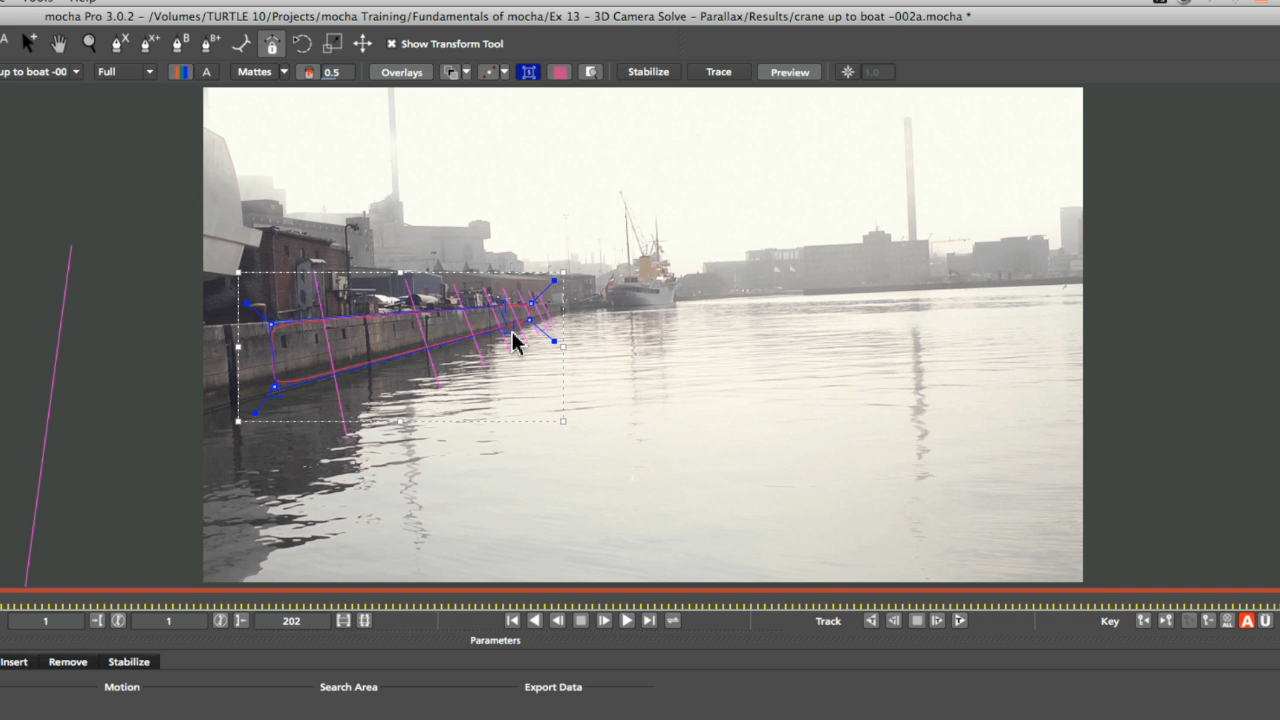 Tools Help
mocha Pro 3.0.2 - /Volumes/TURTLE 10/Projects/mocha Training/Fundamentals of mocha/Ex 13 - 3D Camera Solve - Parallax/Results/crane up to boat -002a.mocha *
A X X+ B B+ Show Transform Tool
up to boat -00 Full A Mattes 0.5 Overlays Stabilize Trace Preview 1.0
1 1 202 Track Key ALL A Ü
Parameters
Insert Remove Stabilize
Motion Search Area Export Data